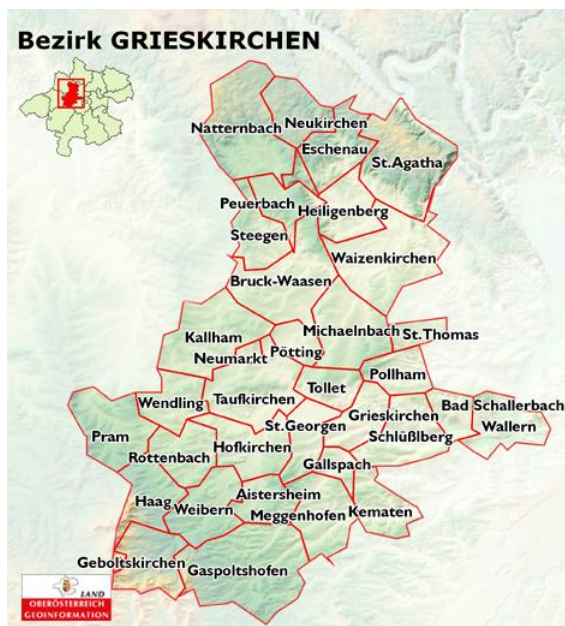 Bezirk GRIESKIRCHEN
Neukirchen
Natternbach
Eschenau
St.Agatha
Peuerbach
Heiligenberg
Steegen
Waizenkirchen
Bruck-Waasen
Michaelnbach
St.Thomas
Kallham
Neumarkt
Pötting
Pollham
Tollet
Wendling
Taufkirchen
Bad Schallerbach
Grieskirchen
St.Georgen
Wallern
Schlüßlberg
Pram
Hofkirchen
Rottenbach
Gallspach
Aistersheim
Haag
Weibern
Meggenhofen
Kematen
Geboltskirchen
Gaspoltshofen
LAND
OBERÖSTERREICH
GEOINFORMATION